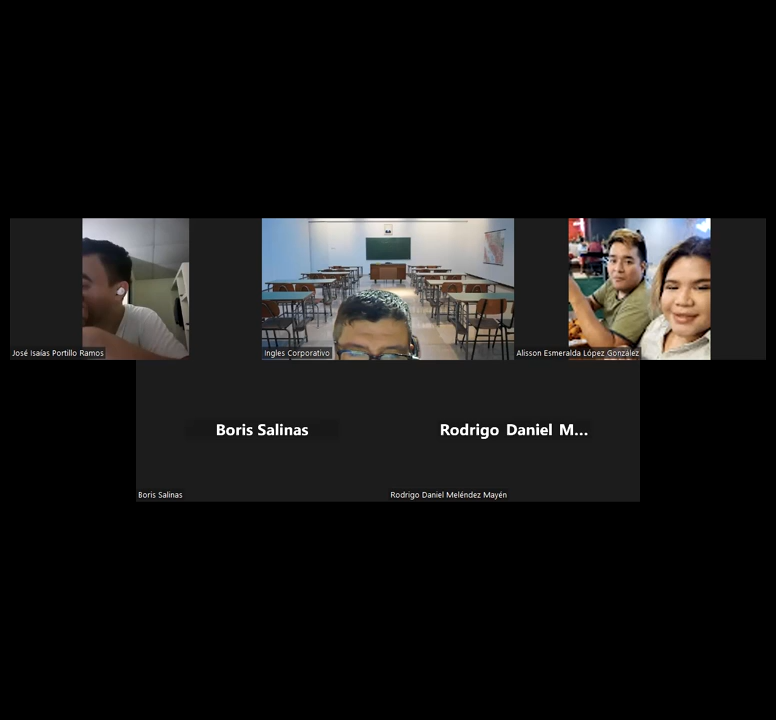 José Isaías Portillo Ramos
Ingles Corporativo
Alisson Esmeralda López González
Boris Salinas
Rodrigo Daniel M...
Boris Salinas
Rodrigo Daniel Meléndez Mayén